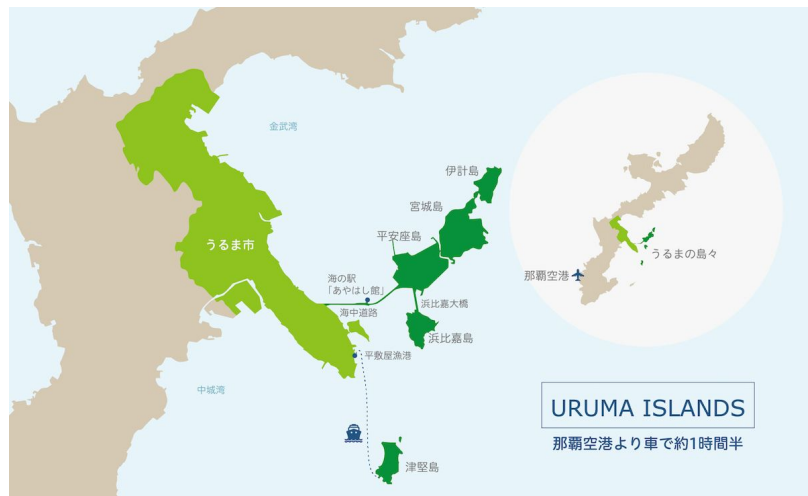 金武湾
伊計島
宮城島
平安座島
うるま市
海の駅
「あやはし館」
海中道路
浜比嘉大橋
浜比嘉島
平敷屋漁港
中城湾
津堅島
うるまの島々
那覇空港
URUMA ISLANDS
那覇空港より車で約1時間半